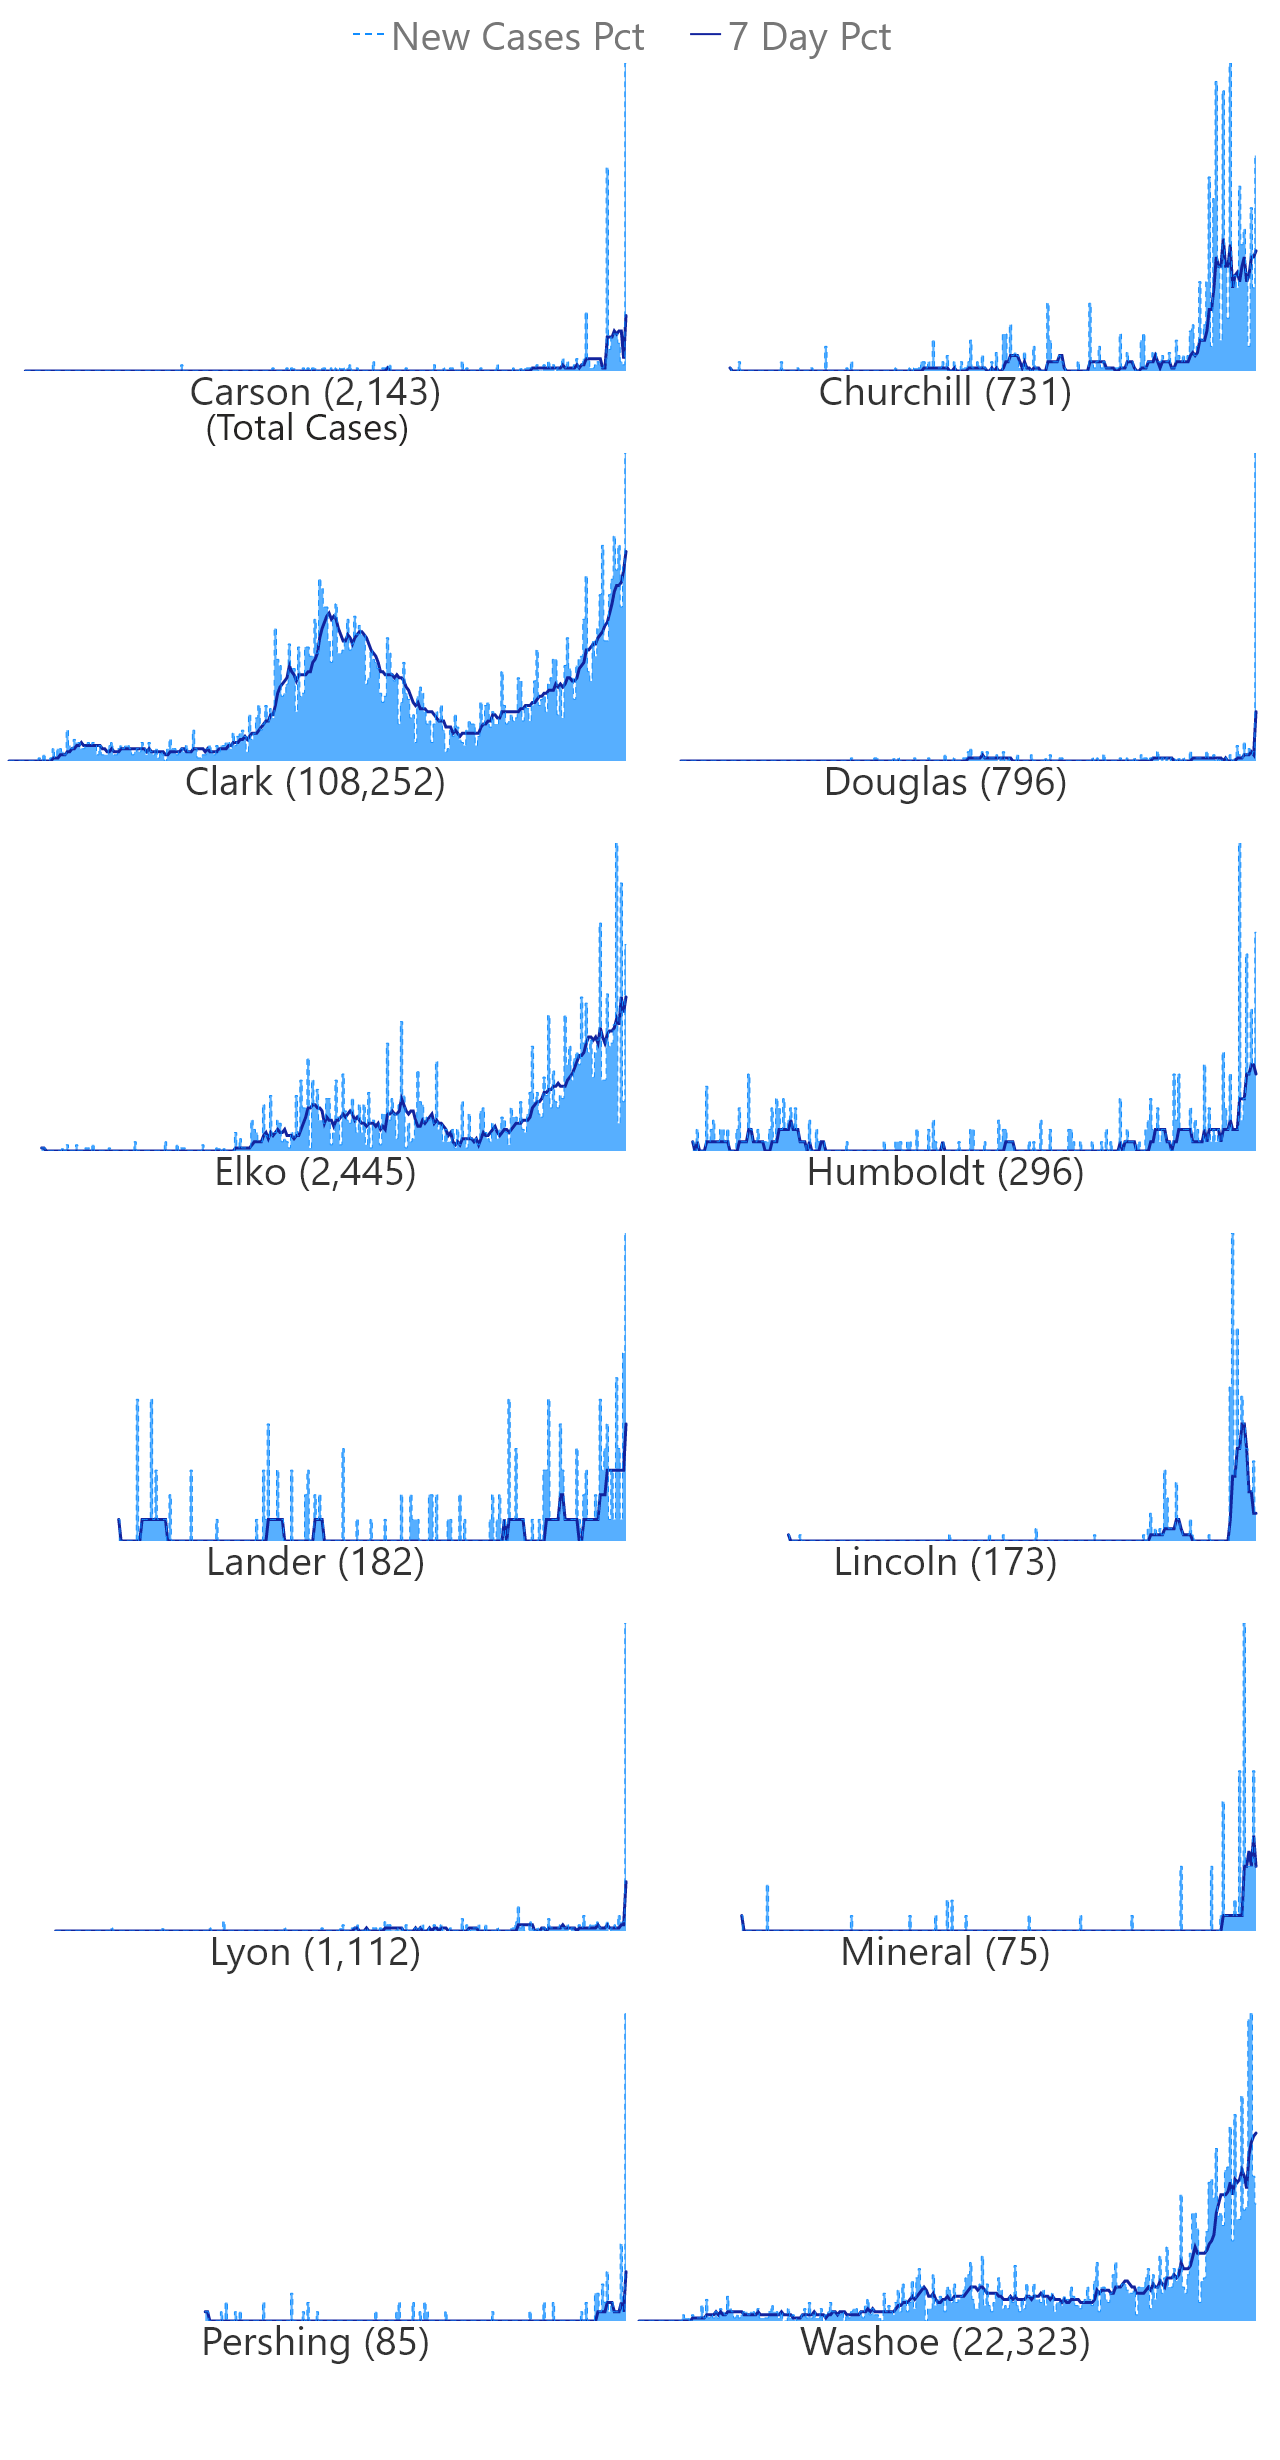 New Cases Pct 7 Day Pct
Carson (2,143) Churchill (731)
(Total Cases)
Clark (108,252) Douglas (796)
Elko (2,445) Humboldt (296)
Lander (182) Lincoln (173)
Lyon (1,112) Mineral (75)
Pershing (85) Washoe (22,323)